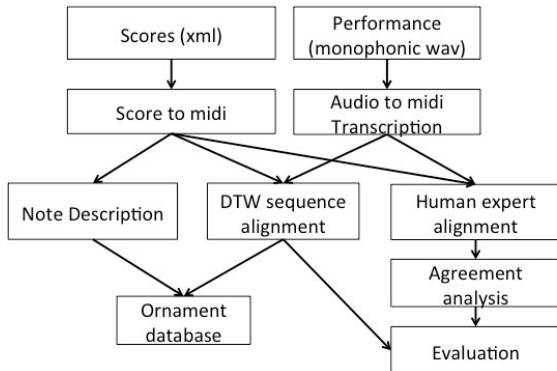 Scores (xml)
Performance
(monophonic wav)
Score to midi
Audio to midi
Transcription
Note Description
DTW sequence
alignment
Human expert
alignment
Agreement
analysis
Ornament
database
Evaluation